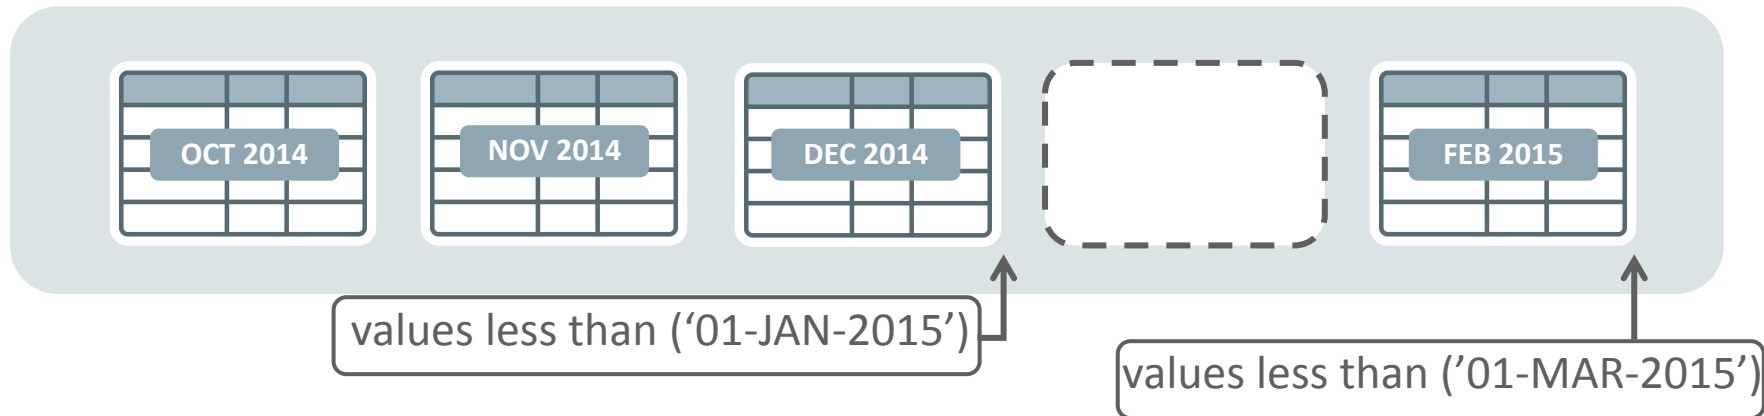 OCT 2014
NOV 2014
DEC 2014
FEB 2015
values less than (‘01-JAN-2015’)
values less than (’01-MAR-2015’)